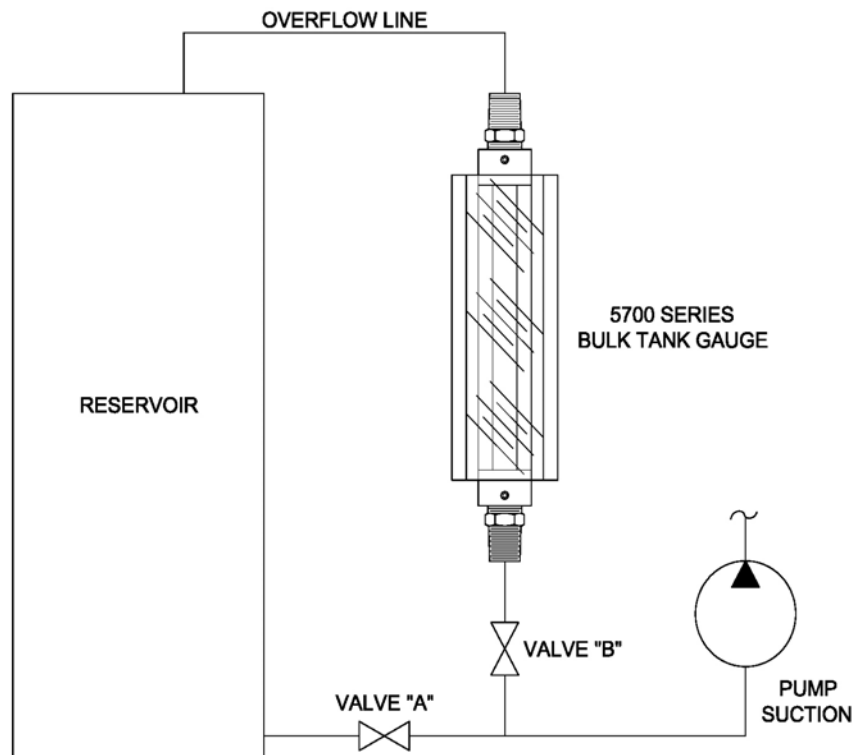 OVERFLOW LINE
5700 SERIES
BULK TANK GAUGE
RESERVOIR
VALVE "B"
VALVE "A"
PUMP
SUCTION